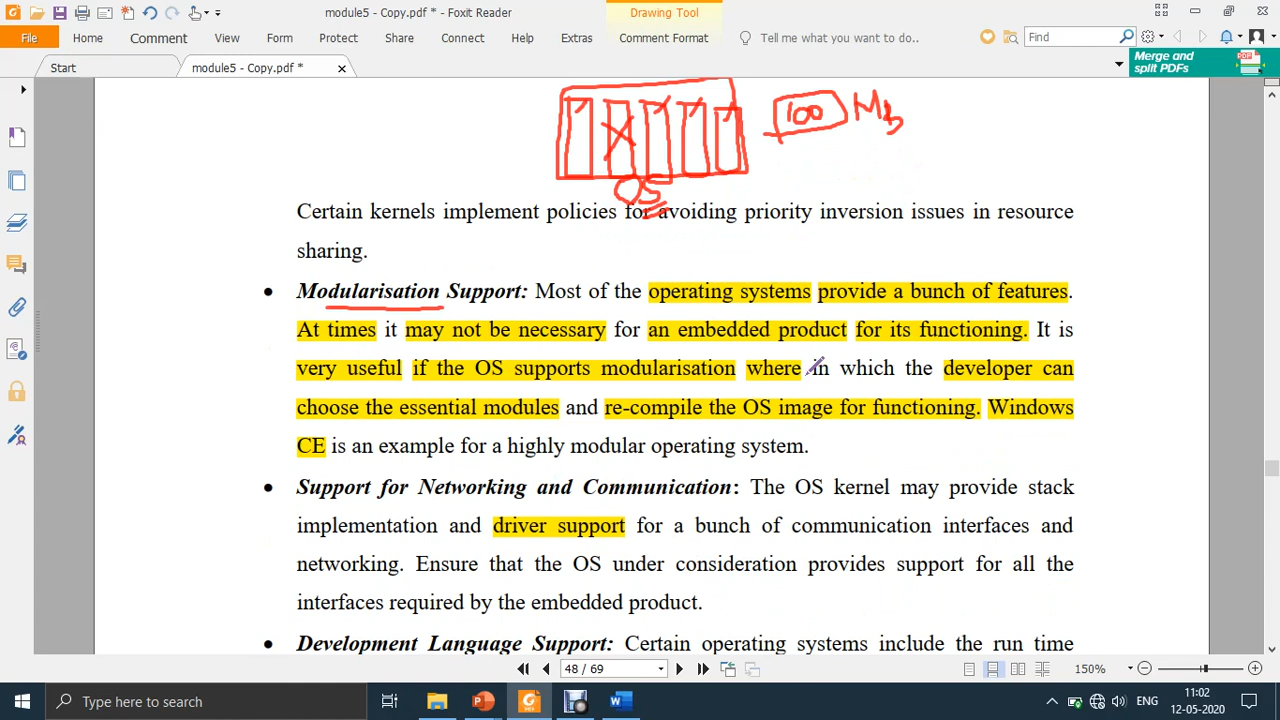 module5 - Copy.pdf * - Foxit Reader
Drawing Tool
File
Home
Comment
View
Form
Protect
Share
Connect
Help
Extras
Comment Format
Tell me what you want to do..
Find
Start
module5 - Copy.pdf *
Merge and
split PDFs
100 Mb
OS
Certain kernels implement policies for avoiding priority inversion issues in resource
sharing.
• Modularisation Support: Most of the operating systems provide a bunch of features.
At times it may not be necessary for an embedded product for its functioning. It is
very useful if the OS supports modularisation where in which the developer can
choose the essential modules and re-compile the OS image for functioning. Windows
CE is an example for a highly modular operating system.
• Support for Networking and Communication: The OS kernel may provide stack
implementation and driver support for a bunch of communication interfaces and
networking. Ensure that the OS under consideration provides support for all the
interfaces required by the embedded product.
• Development Language Support: Certain operating systems include the run time
48 / 69
150%
Type here to search
ENG
11:02
12-05-2020